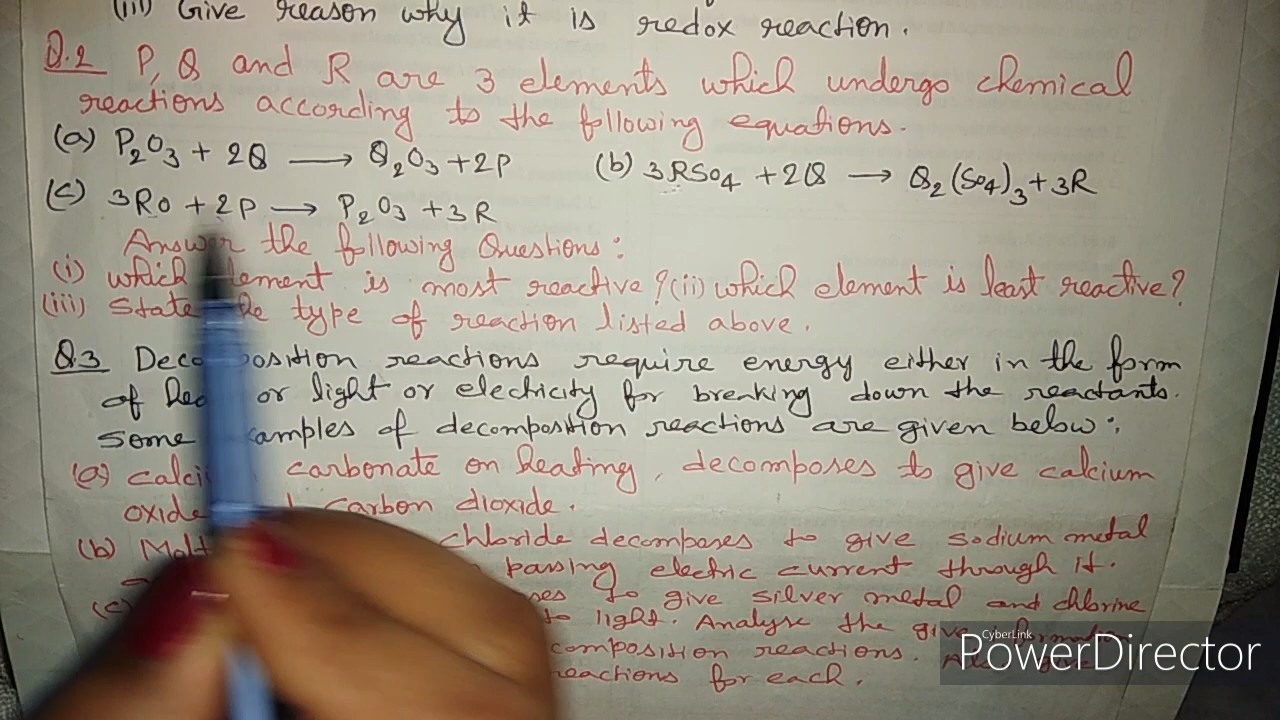 (iii) Give reason why it is redox reaction.
Q.2 P, Q and R are 3 elements which undergo chemical
reactions according to the following equations.
(a) P₂O₃ + 2Q → Q₂O₃ + 2P (b) 3RSO₄ + 2Q → Q₂(SO₄)₃ + 3R
(c) 3RO + 2P → P₂O₃ + 3R
Answer the following Questions:
(i) which element is most reactive? (ii) which element is least reactive?
(iii) State the type of reaction listed above.
Q.3 Decomposition reactions require energy either in the form
of heat or light or electricity for breaking down the reactants.
Some examples of decomposition reactions are given below:
(a) calcium carbonate on heating, decomposes to give calcium
oxide carbon dioxide.
(b) chloride decomposes to give sodium metal
passing electric current through it.
(c) to give silver metal and chlorine
to light. Analyse the given
composition reactions.
reactions for each.
CyberLink
PowerDirector